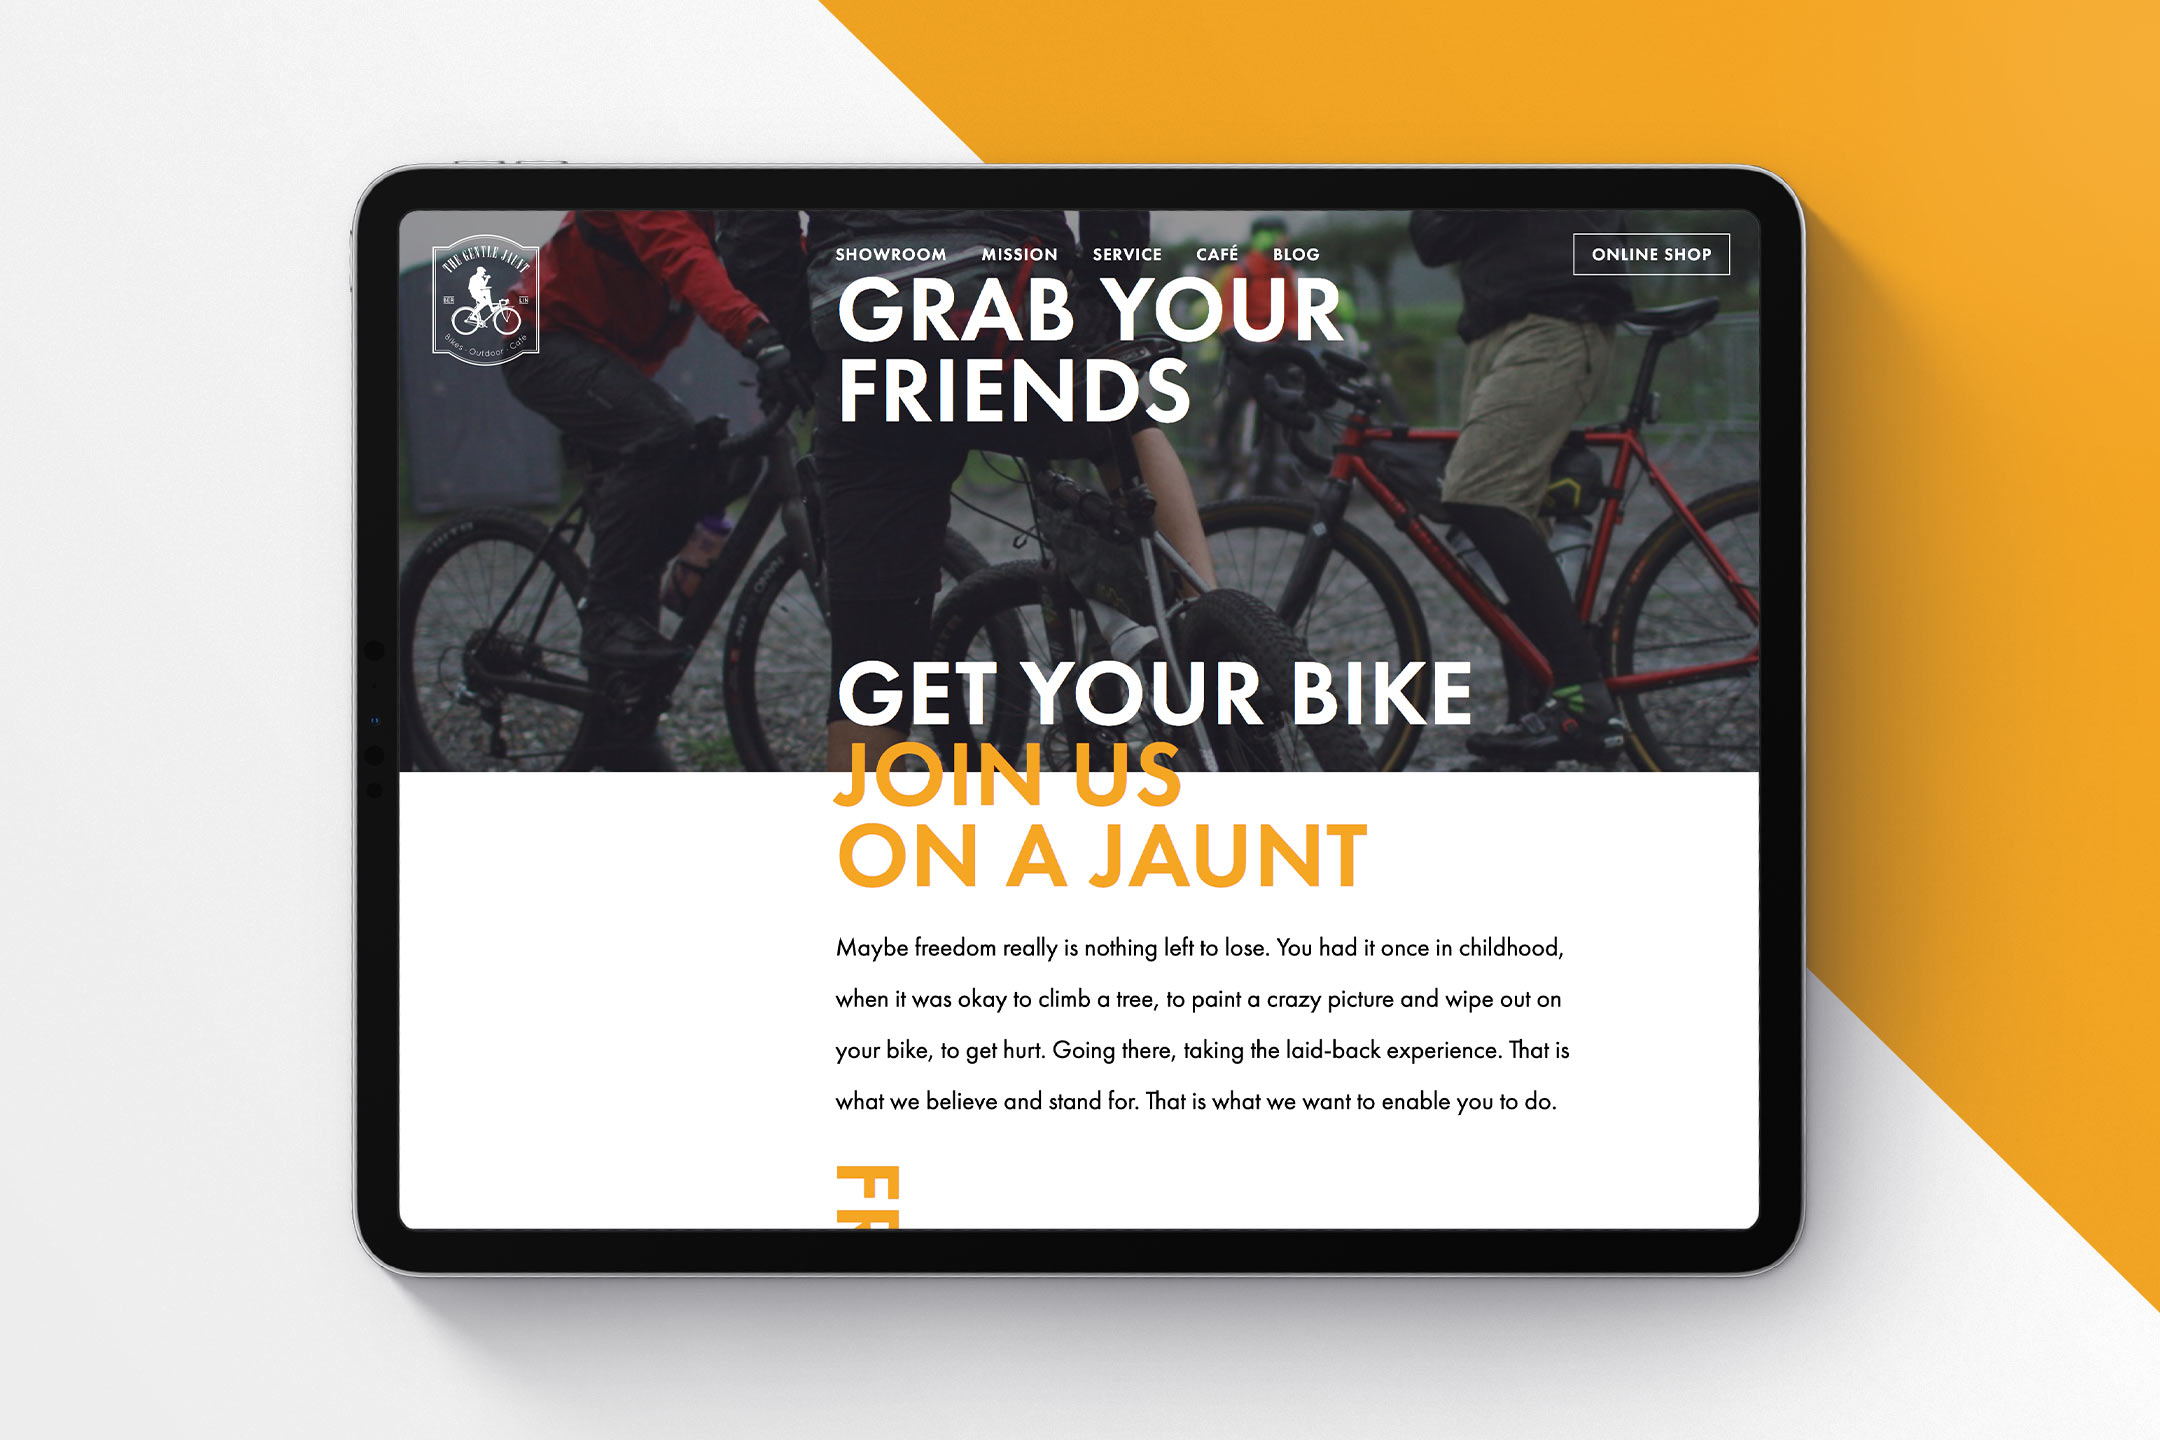 THE GENTLE JAUNT
BER LIN
Bikes · Outdoor · Café
SHOWROOM MISSION SERVICE CAFÉ BLOG
ONLINE SHOP
GRAB YOUR
FRIENDS
GET YOUR BIKE
JOIN US
ON A JAUNT
Maybe freedom really is nothing left to lose. You had it once in childhood,
when it was okay to climb a tree, to paint a crazy picture and wipe out on
your bike, to get hurt. Going there, taking the laid-back experience. That is
what we believe and stand for. That is what we want to enable you to do.